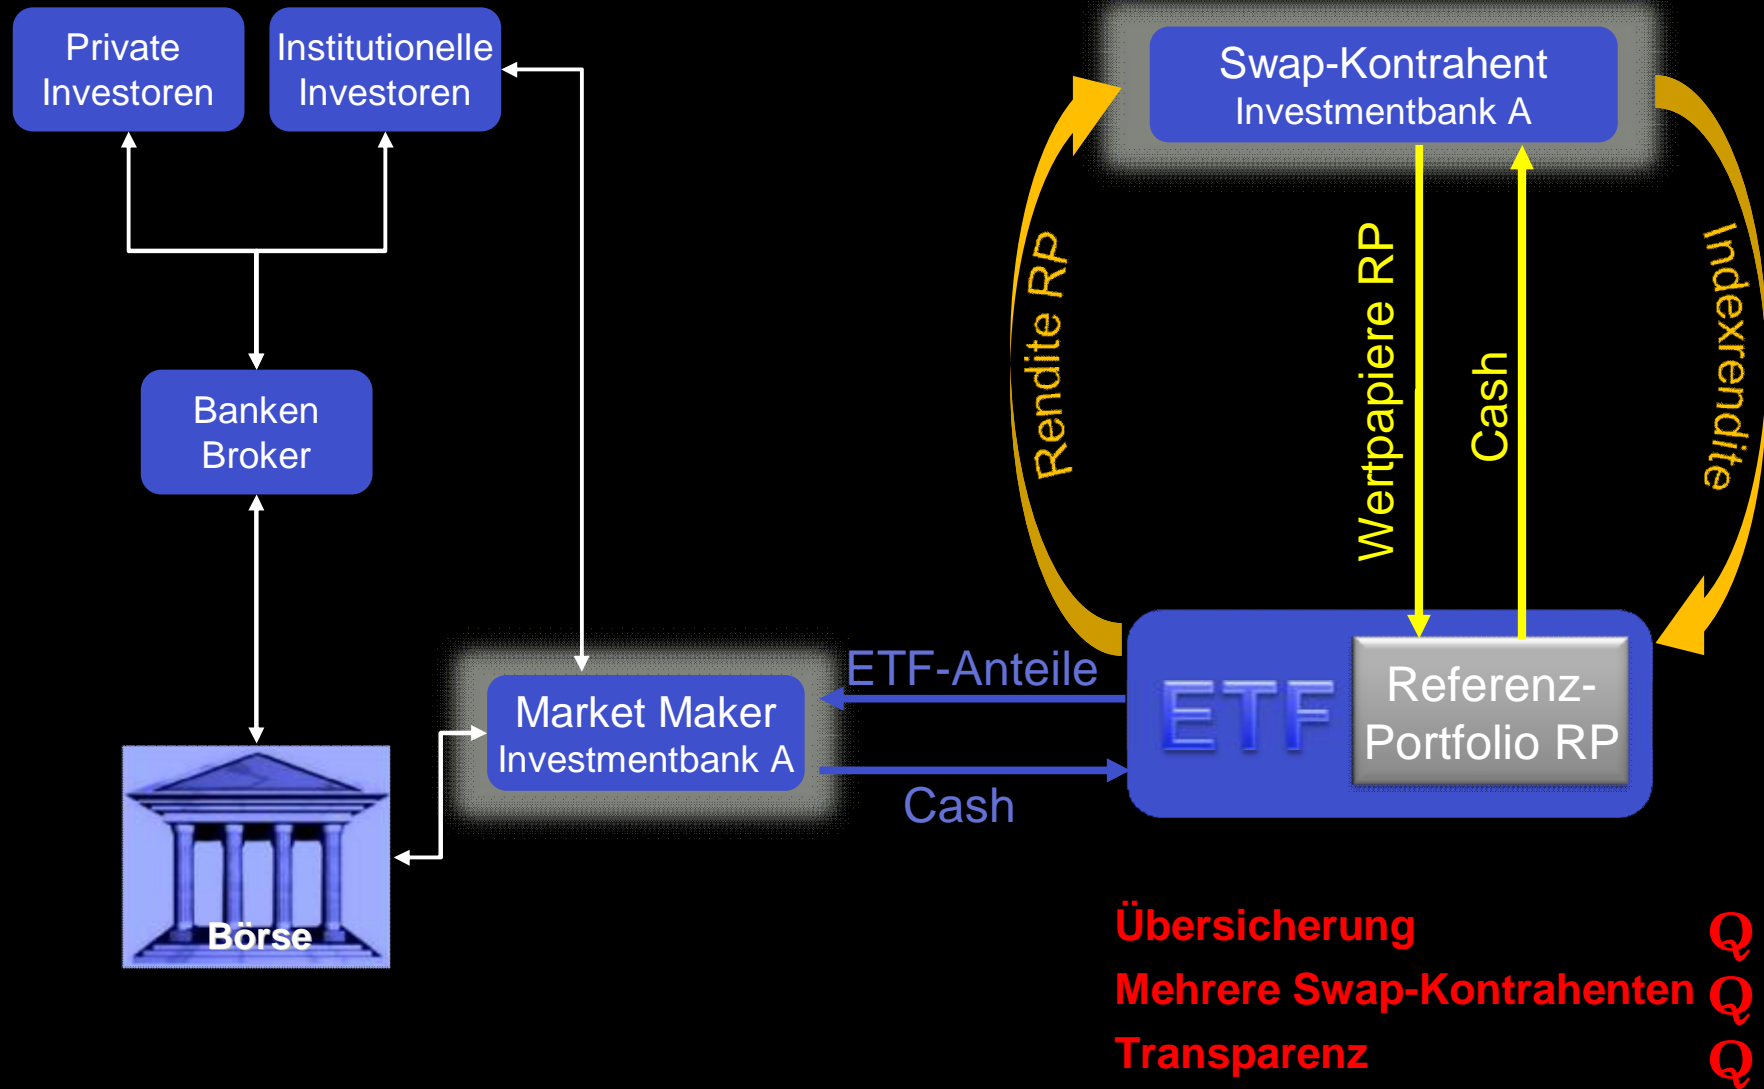 Private
Investoren
Institutionelle
Investoren
Swap-Kontrahent
Investmentbank A
Rendite RP
Wertpapiere RP
Cash
Indexrendite
Banken
Broker
ETF-Anteile
Market Maker
Investmentbank A
Cash
ETF
Referenz-
Portfolio RP
Börse
Übersicherung Q
Mehrere Swap-Kontrahenten Q
Transparenz Q